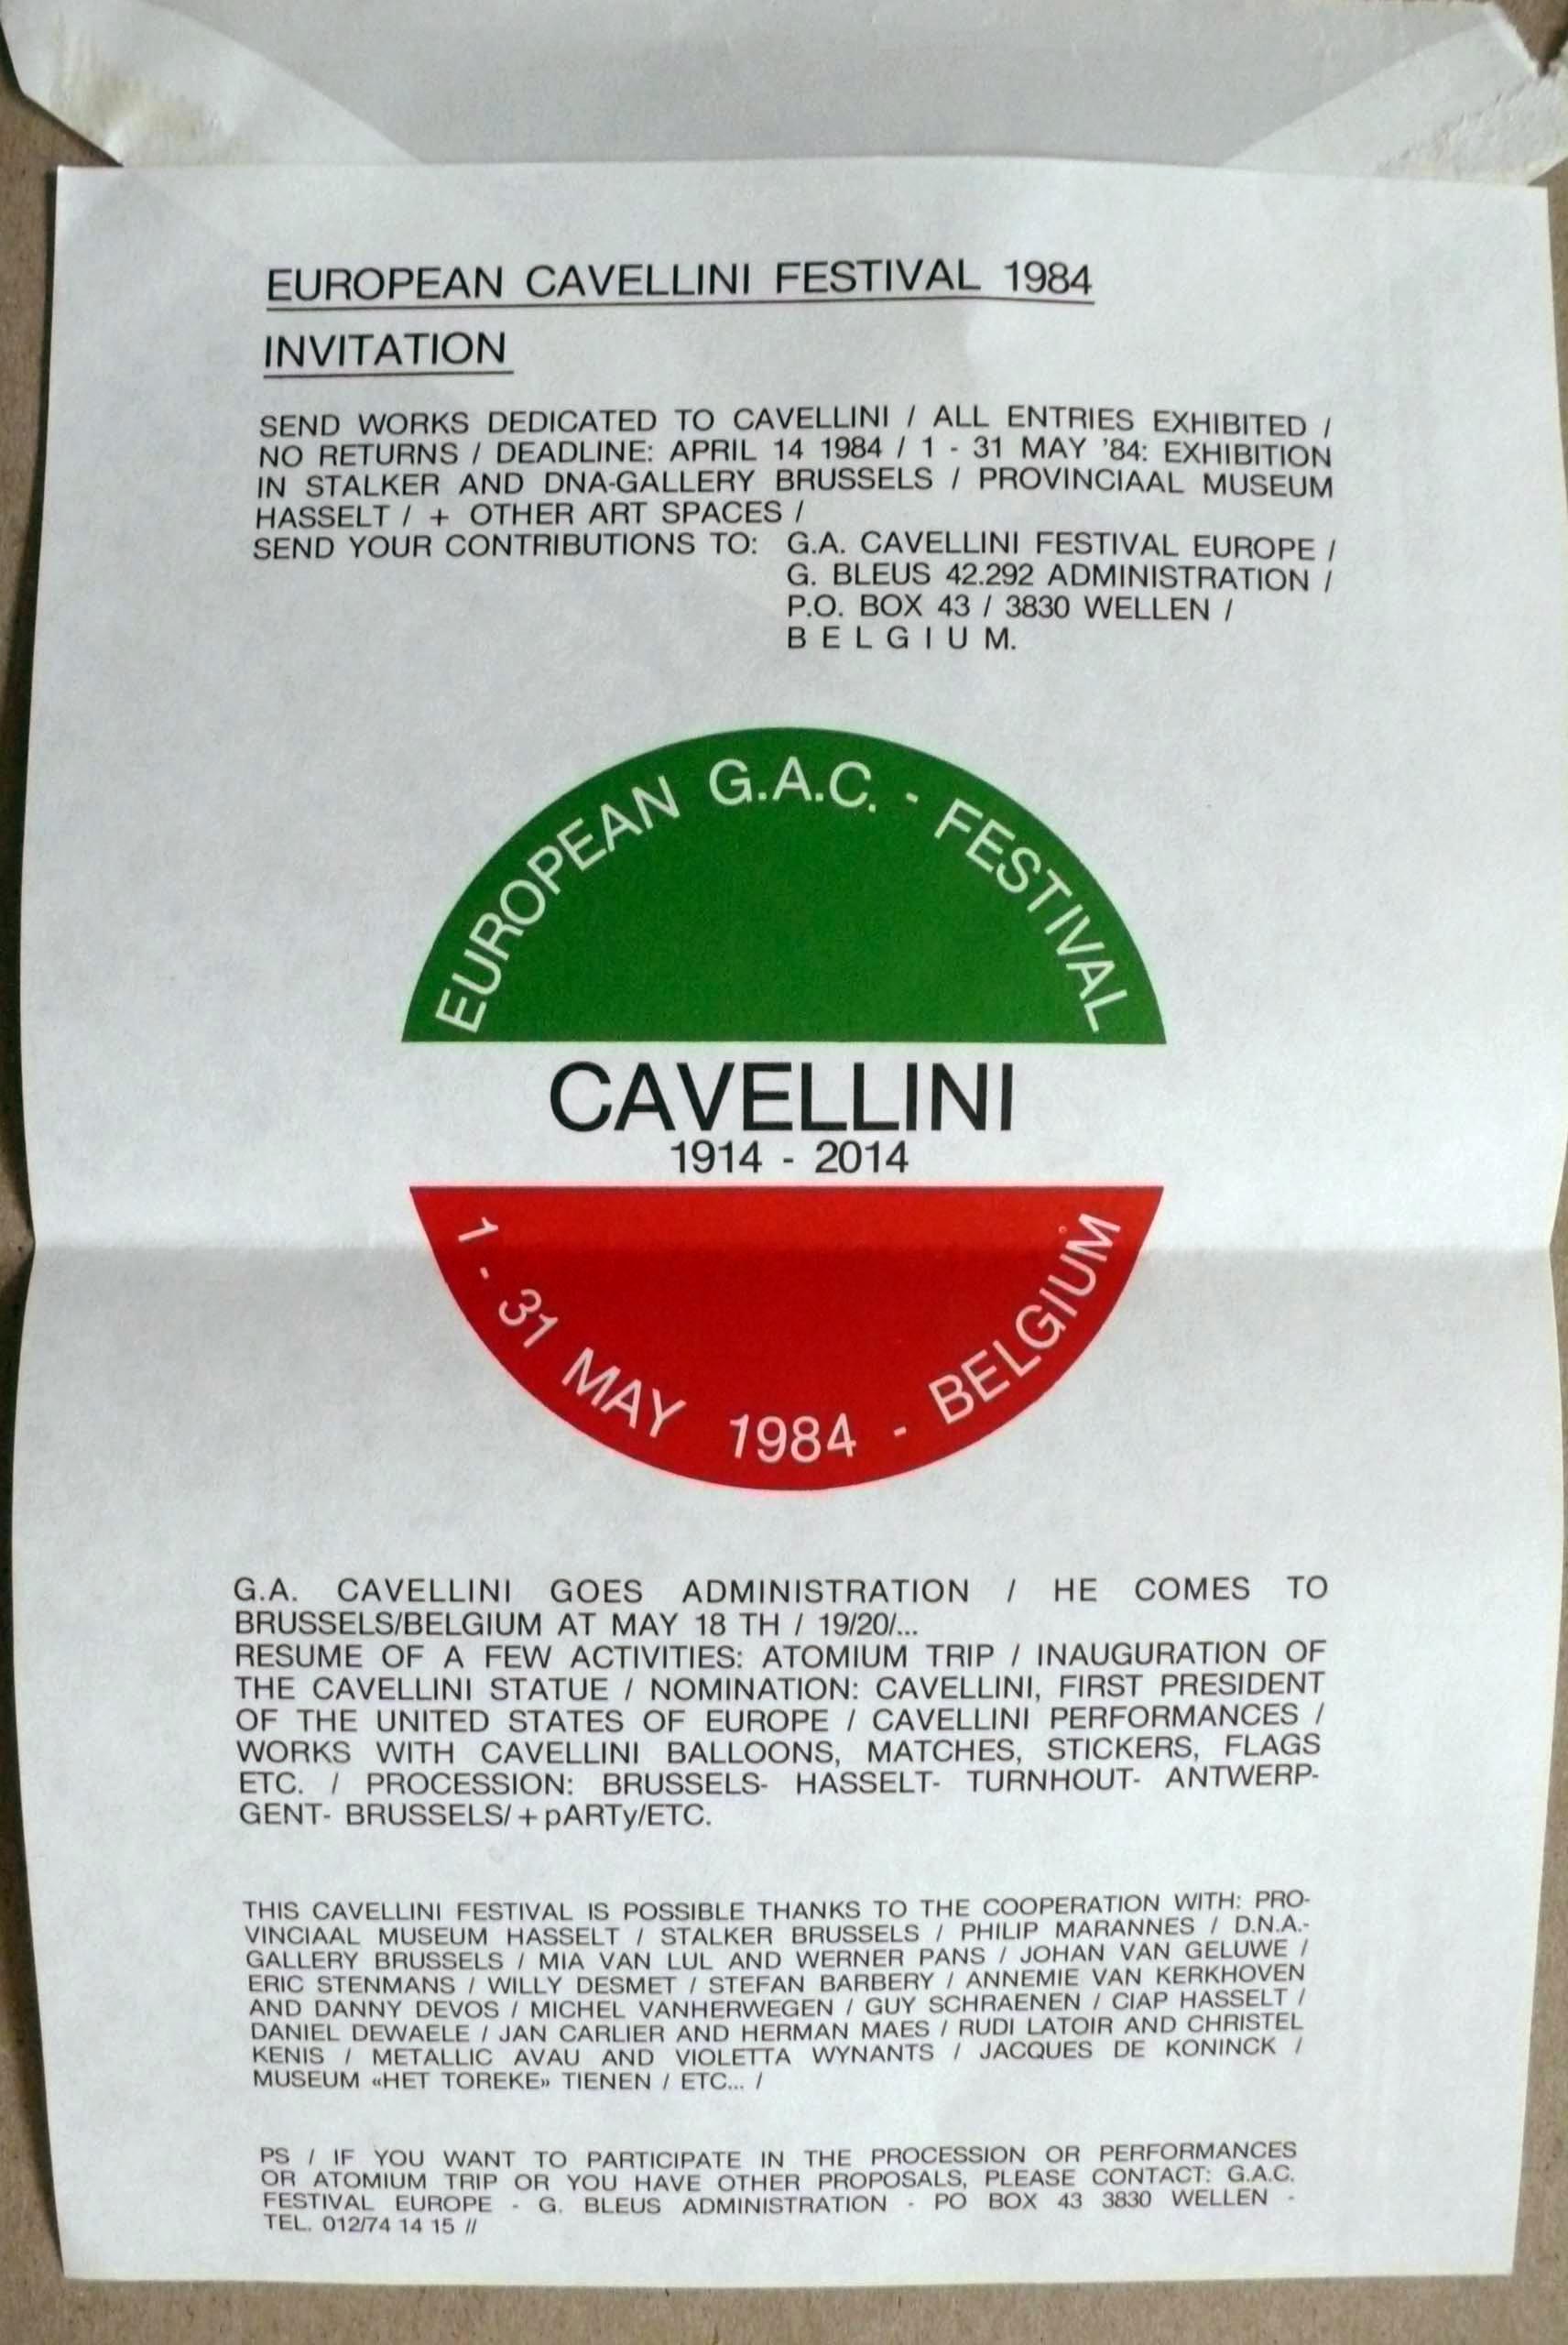 EUROPEAN CAVELLINI FESTIVAL 1984
INVITATION
SEND WORKS DEDICATED TO CAVELLINI / ALL ENTRIES EXHIBITED /
NO RETURNS / DEADLINE: APRIL 14 1984 / 1 - 31 MAY '84: EXHIBITION
IN STALKER AND DNA-GALLERY BRUSSELS / PROVINCIAAL MUSEUM
HASSELT / + OTHER ART SPACES /
SEND YOUR CONTRIBUTIONS TO: G.A. CAVELLINI FESTIVAL EUROPE /
G. BLEUS 42.292 ADMINISTRATION /
P.O. BOX 43 / 3830 WELLEN /
B E L G I U M.
EUROPEAN G.A.C. - FESTIVAL
CAVELLINI
1914 - 2014
1 - 31 MAY 1984 - BELGIUM
G.A. CAVELLINI GOES ADMINISTRATION / HE COMES TO
BRUSSELS/BELGIUM AT MAY 18 TH / 19/20/...
RESUME OF A FEW ACTIVITIES: ATOMIUM TRIP / INAUGURATION OF
THE CAVELLINI STATUE / NOMINATION: CAVELLINI, FIRST PRESIDENT
OF THE UNITED STATES OF EUROPE / CAVELLINI PERFORMANCES /
WORKS WITH CAVELLINI BALLOONS, MATCHES, STICKERS, FLAGS
ETC. / PROCESSION: BRUSSELS- HASSELT- TURNHOUT- ANTWERP-
GENT- BRUSSELS/+pARTy/ETC.
THIS CAVELLINI FESTIVAL IS POSSIBLE THANKS TO THE COOPERATION WITH: PRO-
VINCIAAL MUSEUM HASSELT / STALKER BRUSSELS / PHILIP MARANNES / D.N.A.-
GALLERY BRUSSELS / MIA VAN LUL AND WERNER PANS / JOHAN VAN GELUWE /
ERIC STENMANS / WILLY DESMET / STEFAN BARBERY / ANNEMIE VAN KERKHOVEN
AND DANNY DEVOS / MICHEL VANHERWEGEN / GUY SCHRAENEN / CIAP HASSELT /
DANIEL DEWAELE / JAN CARLIER AND HERMAN MAES / RUDI LATOIR AND CHRISTEL
KENIS / METALLIC AVAU AND VIOLETTA WYNANTS / JACQUES DE KONINCK /
MUSEUM «HET TOREKE» TIENEN / ETC... /
PS / IF YOU WANT TO PARTICIPATE IN THE PROCESSION OR PERFORMANCES
OR ATOMIUM TRIP OR YOU HAVE OTHER PROPOSALS, PLEASE CONTACT: G.A.C.
FESTIVAL EUROPE - G. BLEUS ADMINISTRATION - PO BOX 43 3830 WELLEN -
TEL. 012/74 14 15 //